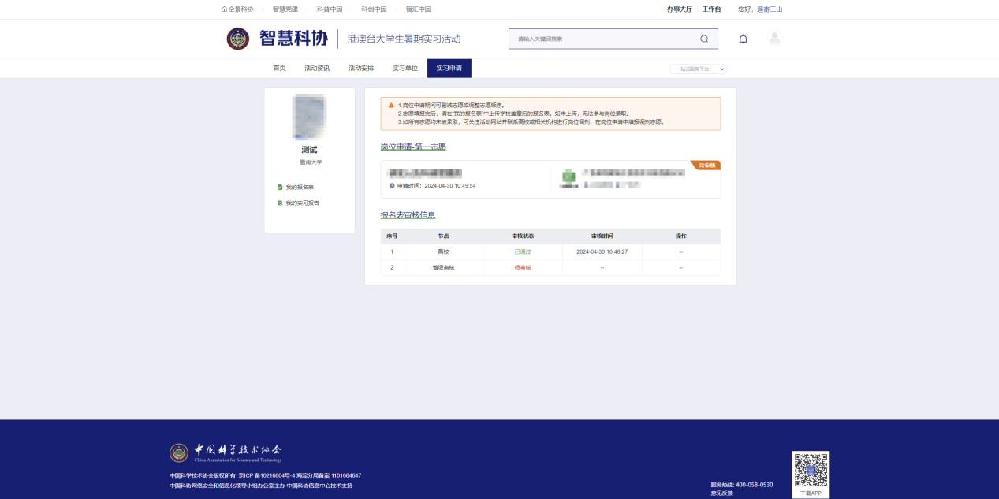 全景科协 智慧党建 科普中国 科创中国 智汇中国 办事大厅 工作台 您好，逐寄三山
智慧科协 港澳台大学生暑期实习活动 请输入关键词搜索
首页 活动资讯 活动安排 实习单位 实习申请 一站式服务平台
测试
暨南大学
我的报名表
我的实习报告
1.岗位申请期间可删减志愿或调整志愿顺序。
2.志愿填报完后，请在"我的报名表"中上传学校盖章后的报名表。如未上传，无法参与岗位录取。
3.如所有志愿均未被录取，可关注活动网站并联系高校或相关机构进行岗位调剂，在岗位申请中填报调剂志愿。
岗位申请-第一志愿
待审核
申请时间：2024-04-30 10:49:54
报名表审核信息
序号 节点 审核状态 审核时间 操作
1 高校 已通过 2024-04-30 10:46:27 --
2 省级审核 待审核 -- --
中国科学技术协会
China Association for Science and Technology
中国科学技术协会版权所有 京ICP 备10216604号-4 海淀分局备案 1101084647
中国科协网络安全和信息化领导小组办公室主办 中国科协信息中心技术支持
服务热线: 400-058-0530
意见反馈
下载APP